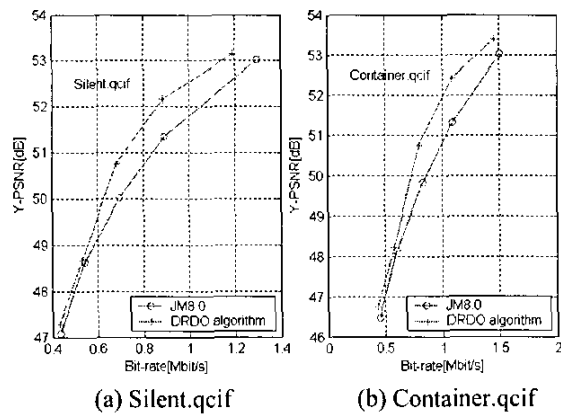 54
53
52
51
50
49
48
47
Y-PSNR[dB]
Silent.qcif
JM8.0
DRDO algorithm
0.4 0.6 0.8 1 1.2 1.4
Bit-rate[Mbit/s]
(a) Silent.qcif
54
53
52
51
50
49
48
47
46
Y-PSNR[dB]
Container.qcif
JM8.0
DRDO algorithm
0 0.5 1 1.5 2
Bit-rate[Mbit/s]
(b) Container.qcif